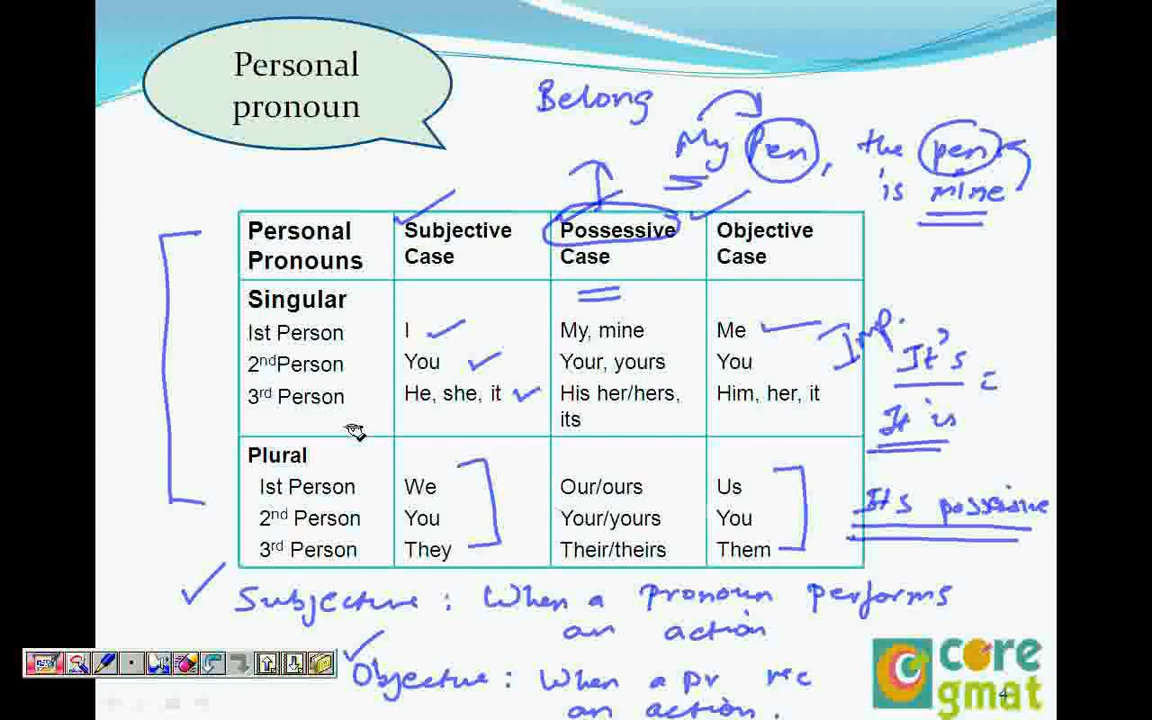 Personal
pronoun
Belong
My Pen, the pen
is mine
Personal Pronouns Subjective Case Possessive Case Objective Case
Singular
Ist Person I My, mine Me
2nd Person You Your, yours You
3rd Person He, she, it His her/hers, its Him, her, it
Imp.
It's =
It is
Its possessive
Plural
Ist Person We Our/ours Us
2nd Person You Your/yours You
3rd Person They Their/theirs Them
Subjective : When a pronoun performs
an action
Objective : When a pr rec
an action.
core
gmat
4